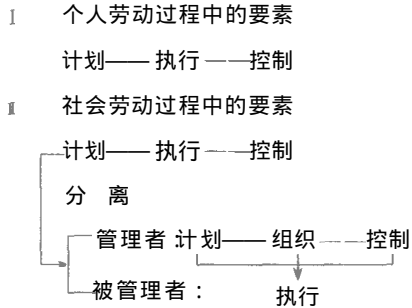 I 个人劳动过程中的要素
计划——执行——控制
II 社会劳动过程中的要素
计划——执行——控制
分 离
管理者:计划——组织——控制
被管理者: 执行